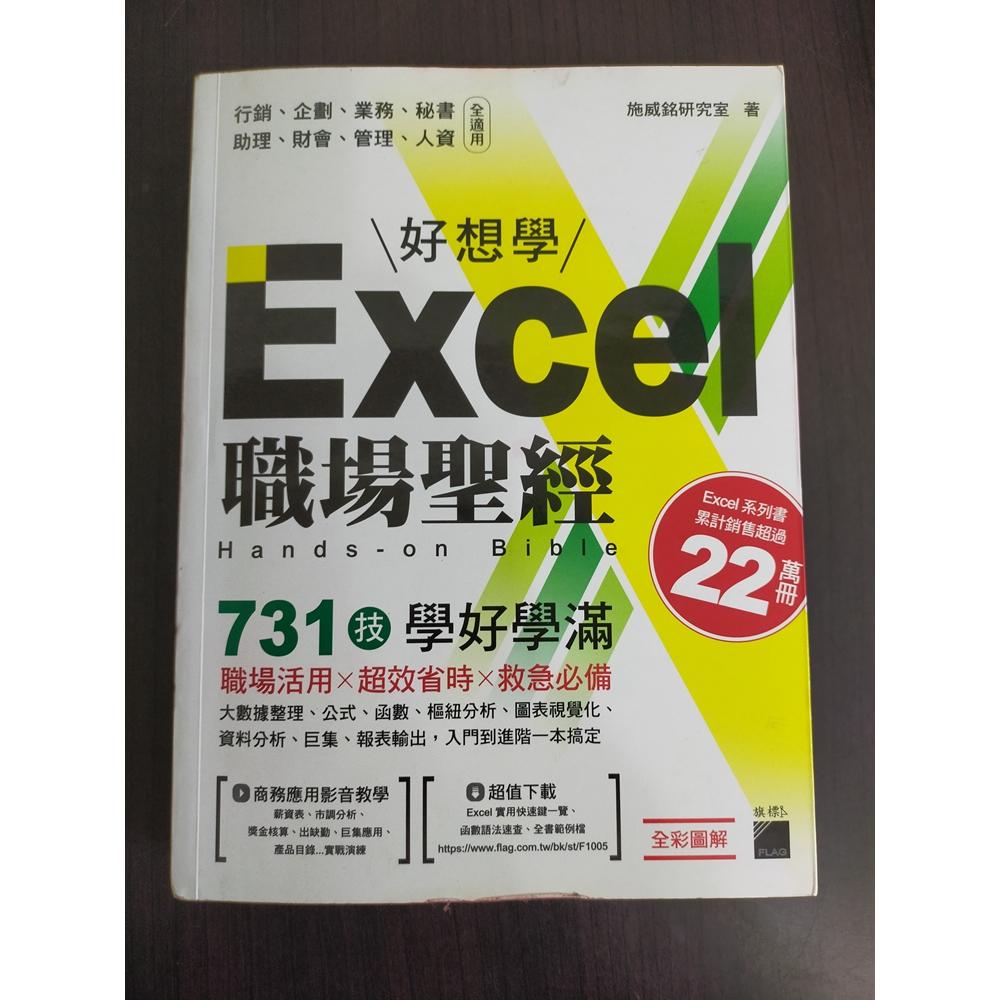 行銷、企劃、業務、秘書
助理、財會、管理、人資
全適用
施威銘研究室 著
好想學
Excel
職場聖經
Hands-on Bible
Excel 系列書
累計銷售超過
22萬冊
731技 學好學滿
職場活用×超效省時×救急必備
大數據整理、公式、函數、樞紐分析、圖表視覺化、
資料分析、巨集、報表輸出，入門到進階一本搞定
商務應用影音教學
薪資表、市調分析、
獎金核算、出缺勤、巨集應用、
產品目錄...實戰演練
超值下載
Excel 實用快速鍵一覽、
函數語法速查、全書範例檔
https://www.flag.com.tw/bk/st/F1005
全彩圖解
旗標
FLAG